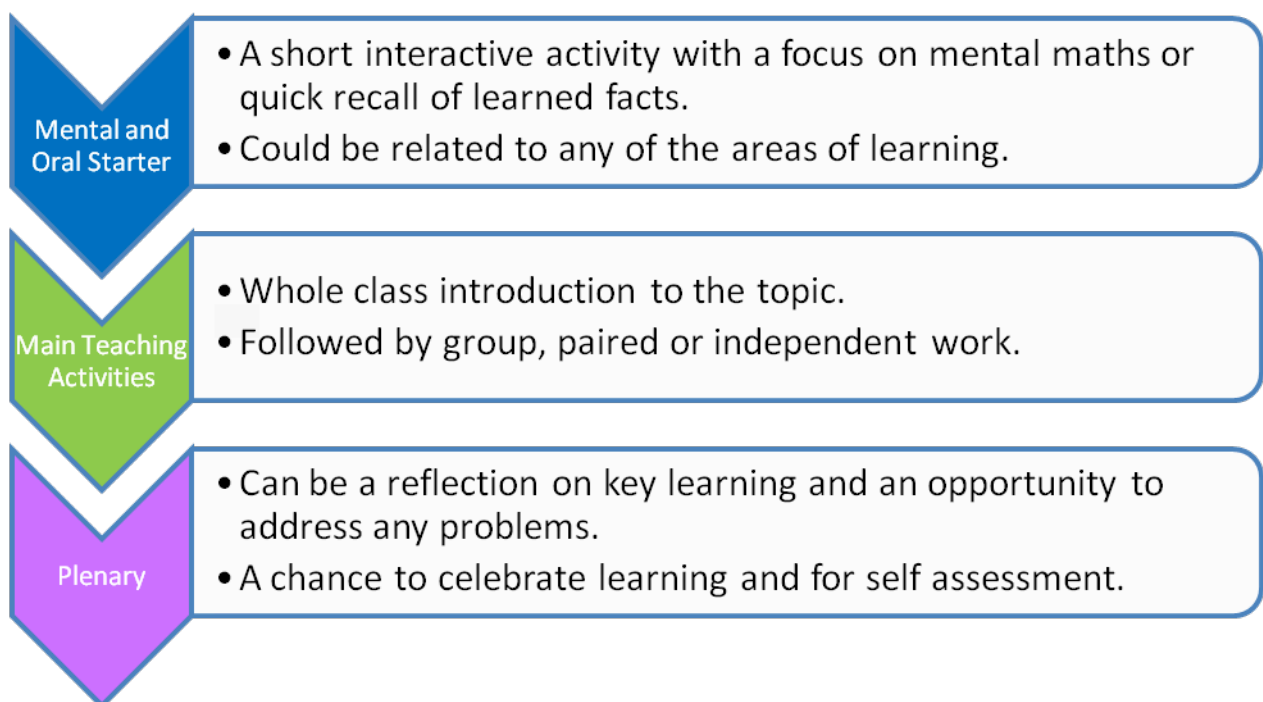 Mental and
Oral Starter
• A short interactive activity with a focus on mental maths or
quick recall of learned facts.
• Could be related to any of the areas of learning.
Main Teaching
Activities
• Whole class introduction to the topic.
• Followed by group, paired or independent work.
Plenary
• Can be a reflection on key learning and an opportunity to
address any problems.
• A chance to celebrate learning and for self assessment.